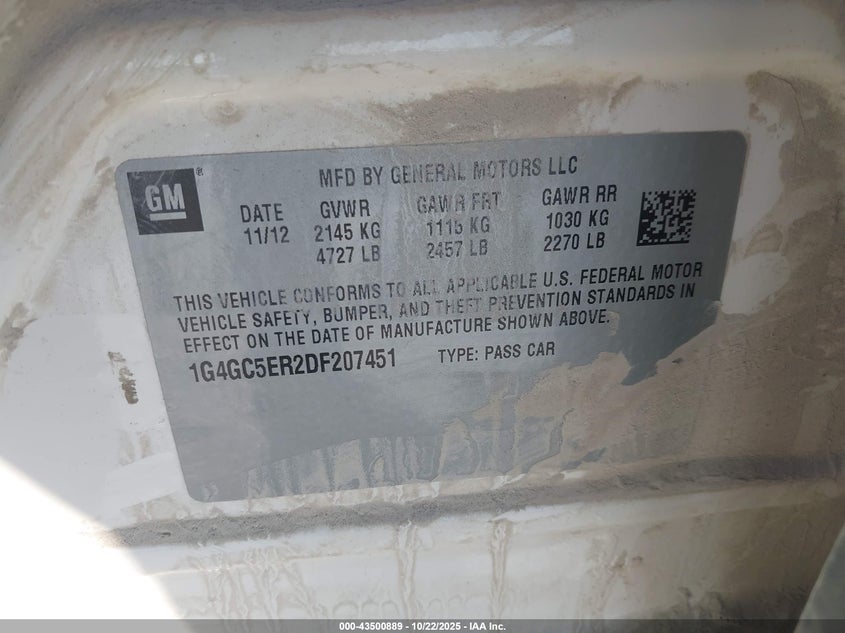 GM ®
MFD BY GENERAL MOTORS LLC
DATE GVWR GAWR FRT GAWR RR
11/12 2145 KG 1115 KG 1030 KG
4727 LB 2457 LB 2270 LB
THIS VEHICLE CONFORMS TO ALL APPLICABLE U.S. FEDERAL MOTOR
VEHICLE SAFETY, BUMPER, AND THEFT PREVENTION STANDARDS IN
EFFECT ON THE DATE OF MANUFACTURE SHOWN ABOVE.
1G4GC5ER2DF207451 TYPE: PASS CAR
000-43500889 - 10/22/2025 - IAA Inc.